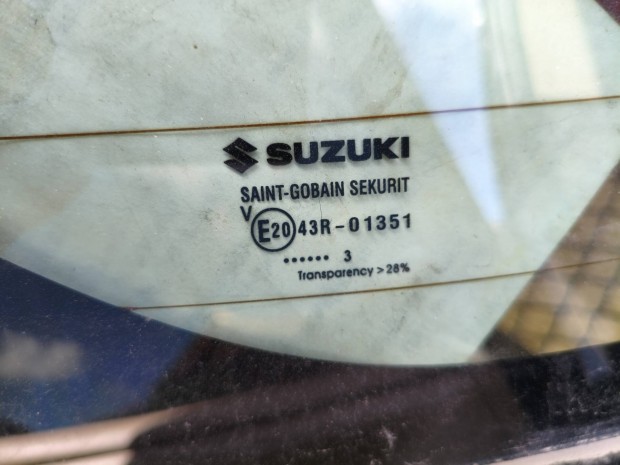 SUZUKI
SAINT-GOBAIN SEKURIT
V
E20 43R-01351
...... 3
Transparency > 28%